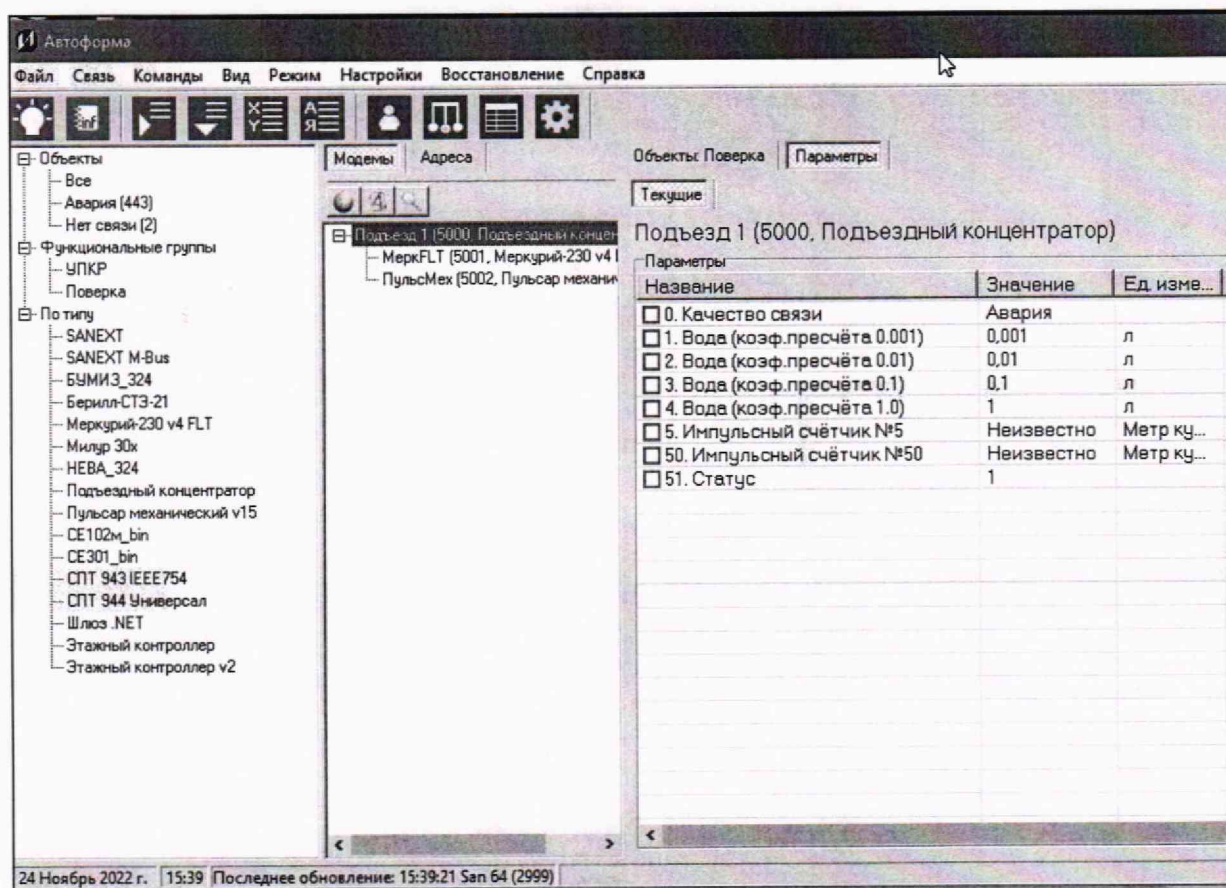 Автоформа
Файл Связь Команды Вид Режим Настройки Восстановление Справка
inf X Y А Я
Объекты
Все
Авария (443)
Нет связи (2)
Функциональные группы
УПКР
Поверка
По типу
SANEXT
SANEXT M-Bus
БУМИЗ_324
Берилл-СТЭ-21
Меркурий-230 v4 FLT
Милур 30x
НЕВА_324
Подъездный концентратор
Пульсар механический v15
CE102м_bin
CE301_bin
СПТ 943 IEEE754
СПТ 944 Универсал
Шлюз .NET
Этажный контроллер
Этажный контроллер v2
Модемы Адреса
Подъезд 1 (5000, Подъездный концен
МеркFLT (5001, Меркурий-230 v4
ПульсМех (5002, Пульсар механи
Объекты: Поверка Параметры
Текущие
Подъезд 1 (5000, Подъездный концентратор)
Параметры
Название Значение Ед. изме...
0. Качество связи Авария
1. Вода (коэф.пресчёта 0.001) 0,001 л
2. Вода (коэф.пресчёта 0.01) 0,01 л
3. Вода (коэф.пресчёта 0.1) 0,1 л
4. Вода (коэф.пресчёта 1.0) 1 л
5. Импульсный счётчик №5 Неизвестно Метр ку...
50. Импульсный счётчик №50 Неизвестно Метр ку...
51. Статус 1
24 Ноябрь 2022 г. 15:39 Последнее обновление: 15:39:21 San 64 (2999)